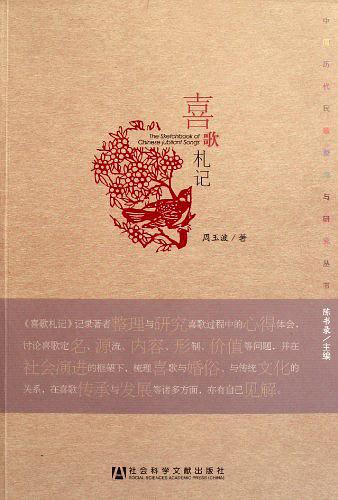 中国历代民歌整理与研究丛书
陈书录/主编
喜歌札记
The Sketchbook of
Chinese Jubilant Songs
周玉波/著
《喜歌札记》记录著者整理与研究喜歌过程中的心得体会，
讨论喜歌定名、源流、内容、形制、价值等问题，并在
社会演进的框架下，梳理喜歌与婚俗、与传统文化的
关系，在喜歌传承与发展等诸多方面，亦有自己见解。
社会科学文献出版社
SOCIAL SCIENCES ACADEMIC PRESS (CHINA)